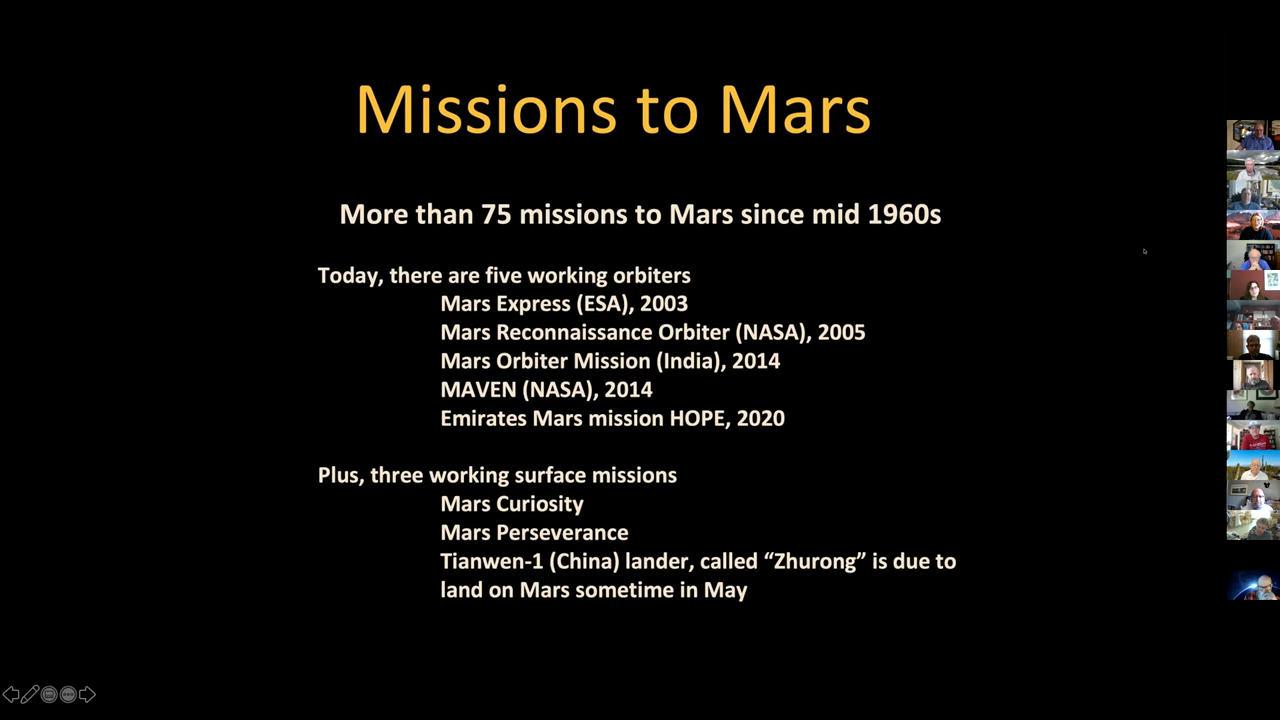 Missions to Mars
More than 75 missions to Mars since mid 1960s
Today, there are five working orbiters
Mars Express (ESA), 2003
Mars Reconnaissance Orbiter (NASA), 2005
Mars Orbiter Mission (India), 2014
MAVEN (NASA), 2014
Emirates Mars mission HOPE, 2020
Plus, three working surface missions
Mars Curiosity
Mars Perseverance
Tianwen-1 (China) lander, called “Zhurong” is due to
land on Mars sometime in May